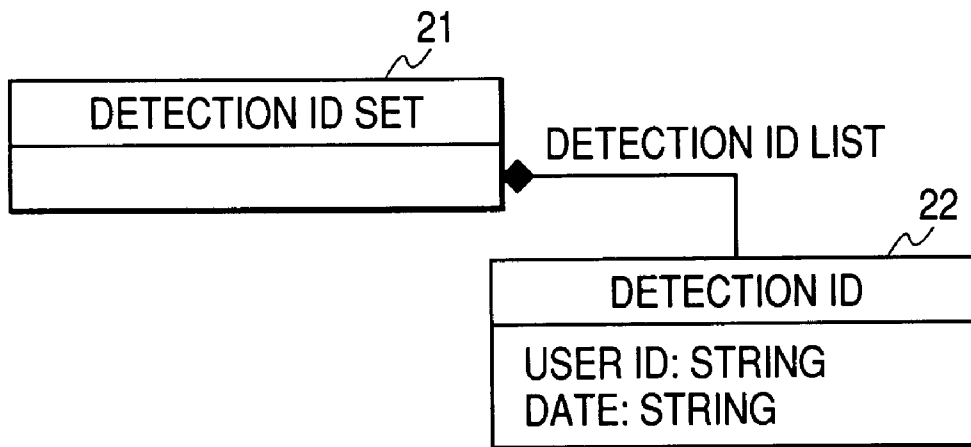 21
DETECTION ID SET
DETECTION ID LIST
22
DETECTION ID
USER ID: STRING
DATE: STRING